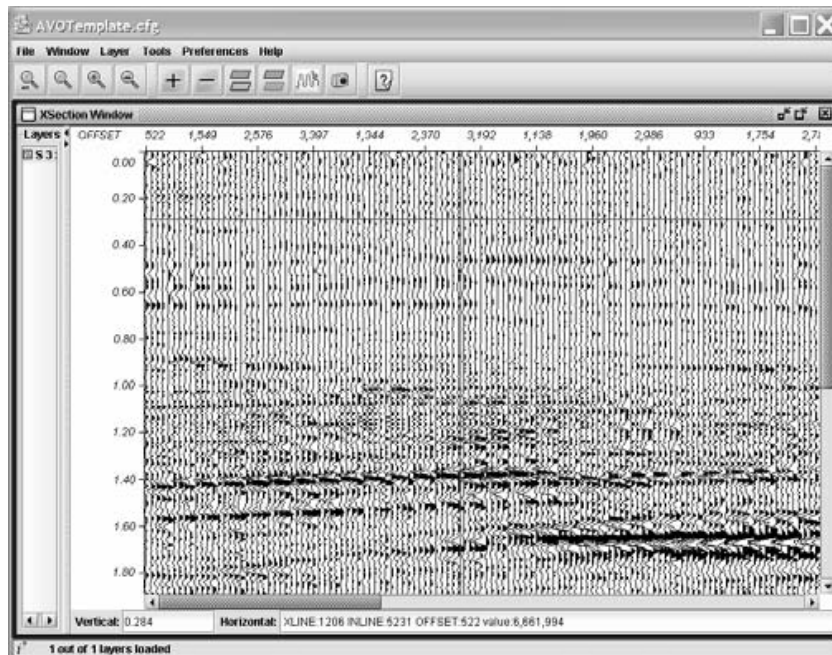 AVOTemplate.cfg
File Window Layer Tools Preferences Help
XSection Window
Layers OFFSET 522 1,549 2,576 3,397 1,344 2,370 3,192 1,138 1,960 2,986 933 1,754
S 3
0.00
0.20
0.40
0.60
0.80
1.00
1.20
1.40
1.60
1.80
Vertical: 0.284 Horizontal: XLINE:1206 INLINE:5231 OFFSET:522 value:6,661,994
1 out of 1 layers loaded